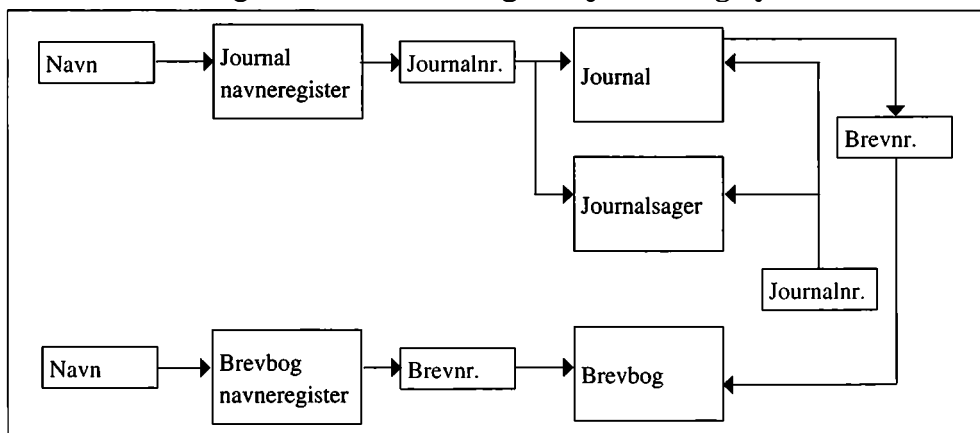 Navn
Journal
navneregister
Journalnr.
Journal
Brevnr.
Journalsager
Journalnr.
Navn
Brevbog
navneregister
Brevnr.
Brevbog